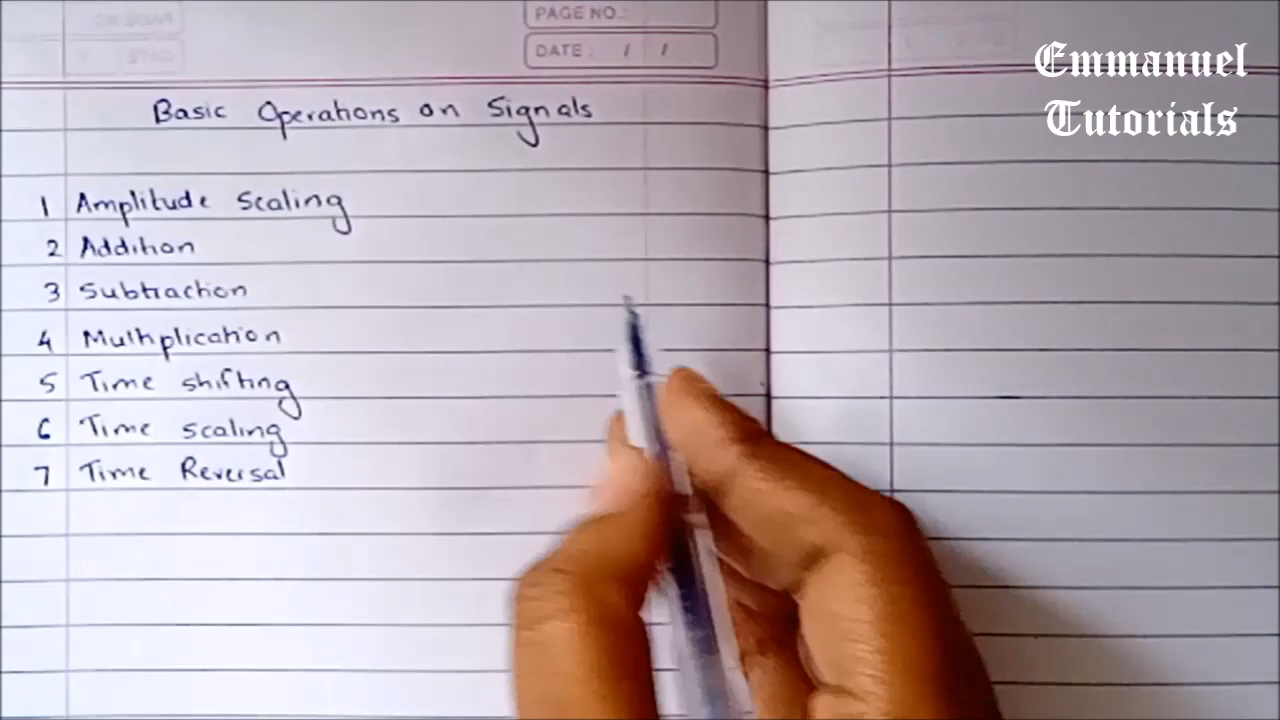 PAGE NO.:
DATE : / /
Emmanuel
Tutorials
Basic Operations on Signals
1 Amplitude Scaling
2 Addition
3 Subtraction
4 Multiplication
5 Time shifting
6 Time scaling
7 Time Reversal